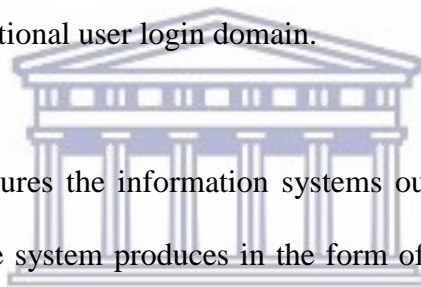 tional user login domain.
ures the information systems ou
system produces in the form of